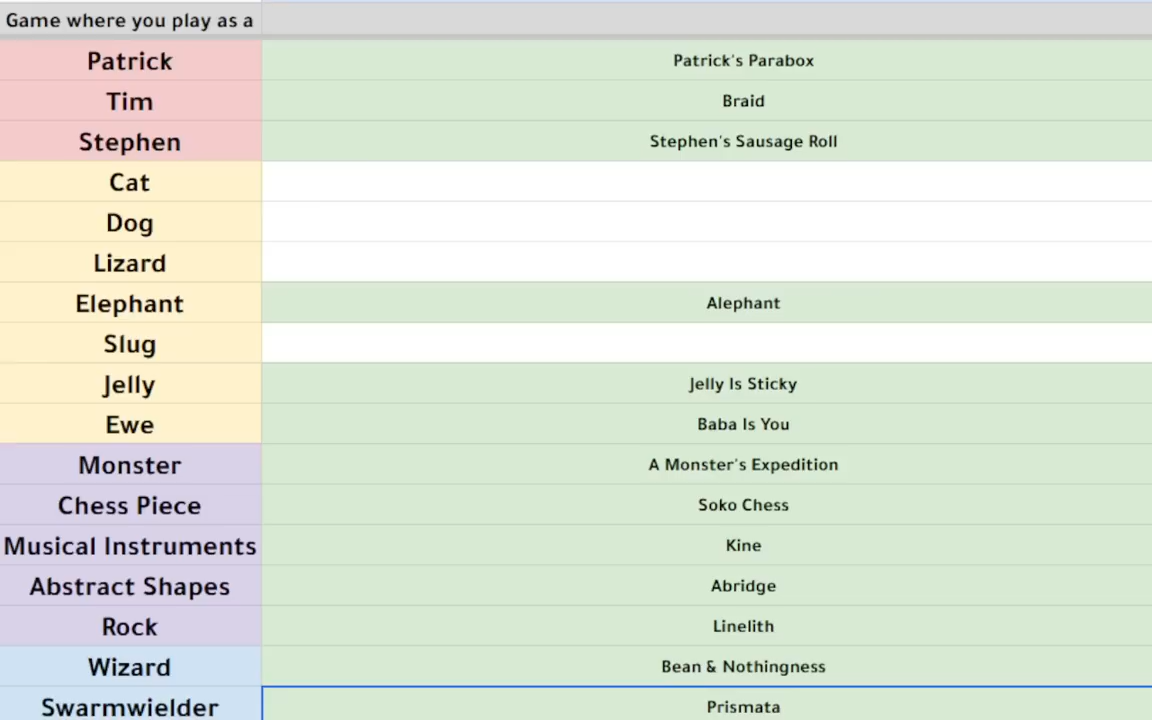 Game where you play as a
Patrick Patrick's Parabox
Tim Braid
Stephen Stephen's Sausage Roll
Cat
Dog
Lizard
Elephant Alephant
Slug
Jelly Jelly Is Sticky
Ewe Baba Is You
Monster A Monster's Expedition
Chess Piece Soko Chess
Musical Instruments Kine
Abstract Shapes Abridge
Rock Linelith
Wizard Bean & Nothingness
Swarmwielder Prismata